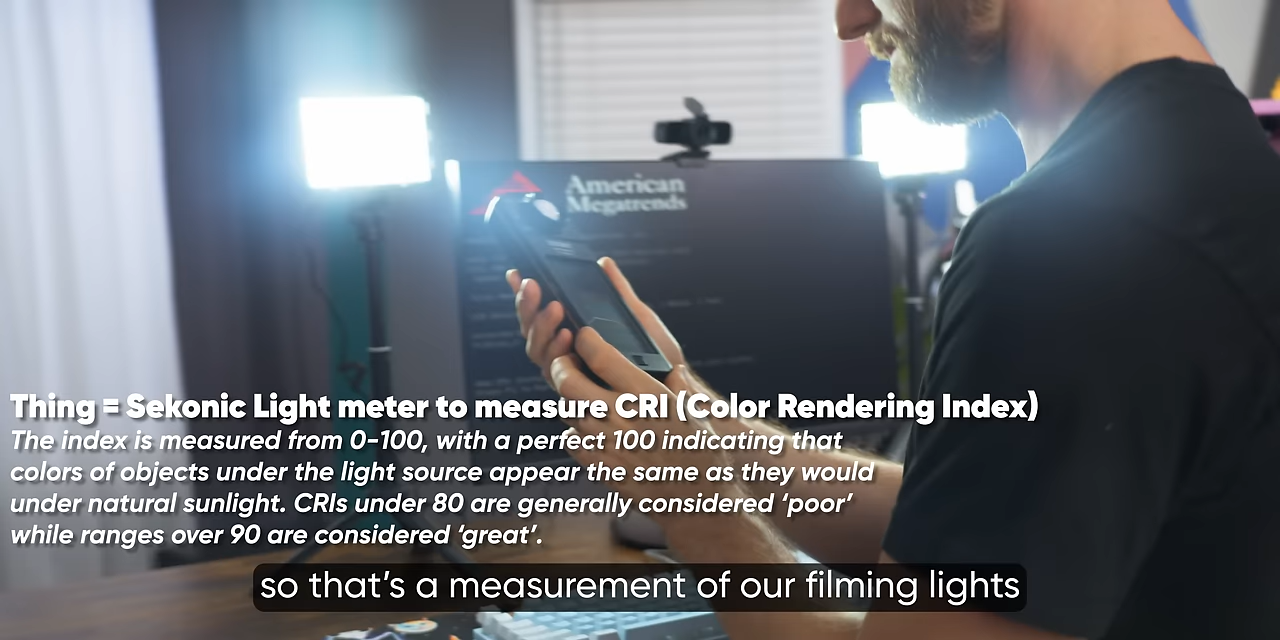 American
Megatrends
Thing = Sekonic Light meter to measure CRI (Color Rendering Index)
The index is measured from 0-100, with a perfect 100 indicating that
colors of objects under the light source appear the same as they would
under natural sunlight. CRIs under 80 are generally considered ‘poor’
while ranges over 90 are considered ‘great’.
so that’s a measurement of our filming lights